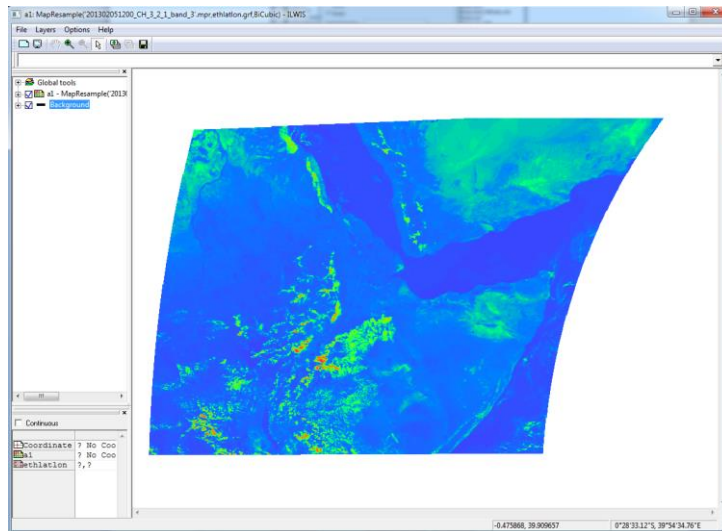 a1: MapResample('201302051200_CH_3_2_1_band_3'.mpr,ethlatlon.grf,BiCubic) - ILWIS
File Layers Options Help
Global tools
a1 - MapResample('2013
Background
Continuous
Coordinate ? No Coo
a1 ? No Coo
ethlatlon ?,?
-0.475868, 39.909657 0°28'33.12"S, 39°54'34.76"E